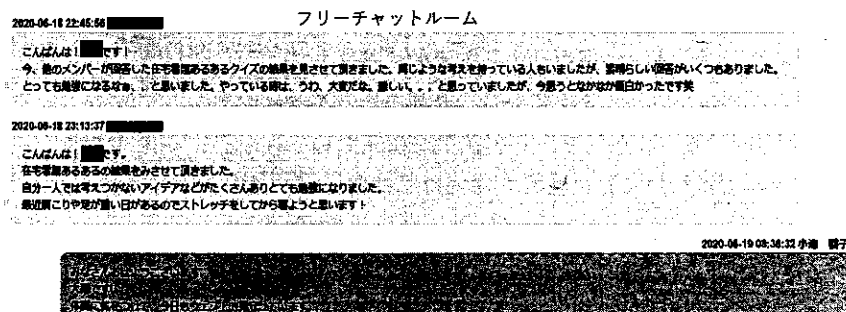 フリーチャットルーム
2020-06-18 22:45:56
こんばんは！ です！
今、他のメンバーが回答した在宅看護あるあるクイズの結果を見させて頂きました。同じような考えを持っている人もいましたが、素晴らしい回答がいくつもありました。
とっても勉強になるなぁ、、と思いました。やっている時は、うわ、大変だな。難しい。。。と思っていましたが、今思うとなかなか面白かったです笑
2020-06-18 23:13:37
こんばんは！ です。
在宅看護あるあるの結果をみさせて頂きました。
自分一人では考えつかないアイデアなどがたくさんありとても勉強になりました。
最近肩こりや足が重い日があるのでストレッチをしてから寝ようと思います！
2020-06-19 08:36:32 小